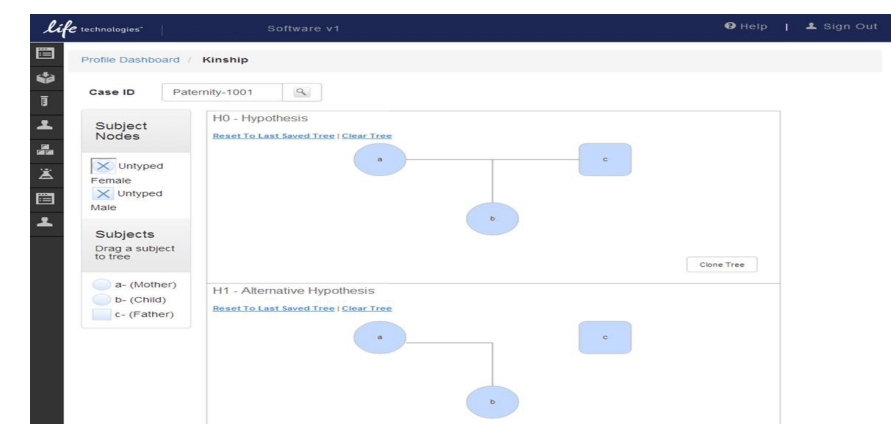 life technologies™ | Software v1 Help | Sign Out
Profile Dashboard / Kinship
Case ID Paternity-1001
Subject
Nodes
Untyped
Female
Untyped
Male
Subjects
Drag a subject
to tree
a- (Mother)
b- (Child)
c- (Father)
H0 - Hypothesis
Reset To Last Saved Tree | Clear Tree
a c
b
Clone Tree
H1 - Alternative Hypothesis
Reset To Last Saved Tree | Clear Tree
a c
b